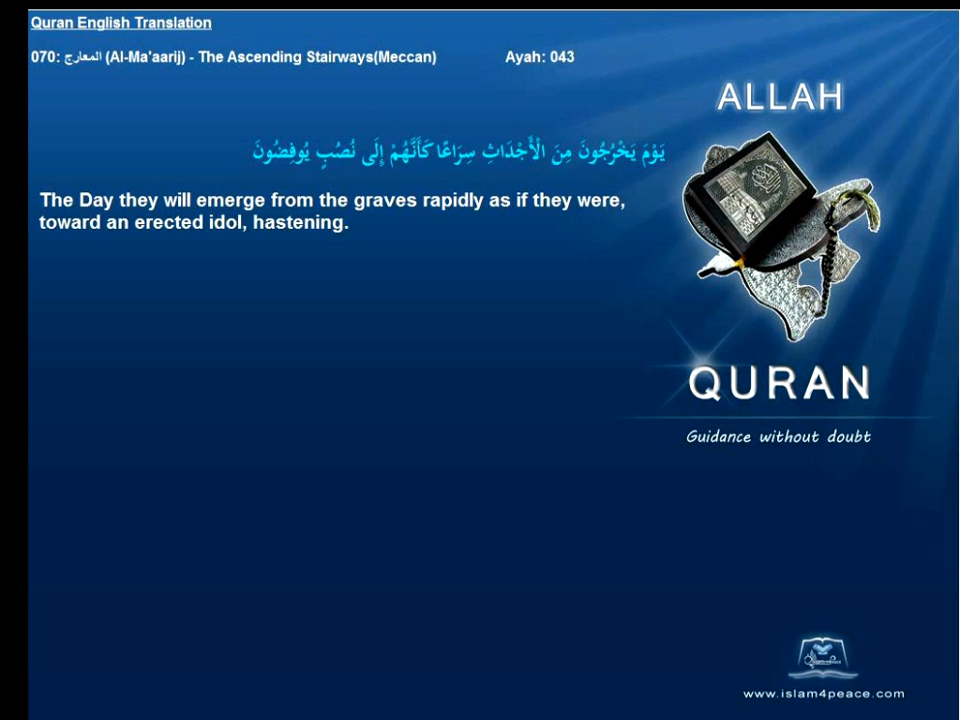 Quran English Translation
070: المعارج (Al-Ma'aarij) - The Ascending Stairways(Meccan) Ayah: 043
ALLAH
يَوْمَ يَخْرُجُونَ مِنَ الْأَجْدَاثِ سِرَاعًا كَأَنَّهُمْ إِلَى نُصُبٍ يُوفِضُونَ
The Day they will emerge from the graves rapidly as if they were,
toward an erected idol, hastening.
QURAN
Guidance without doubt
www.islam4peace.com